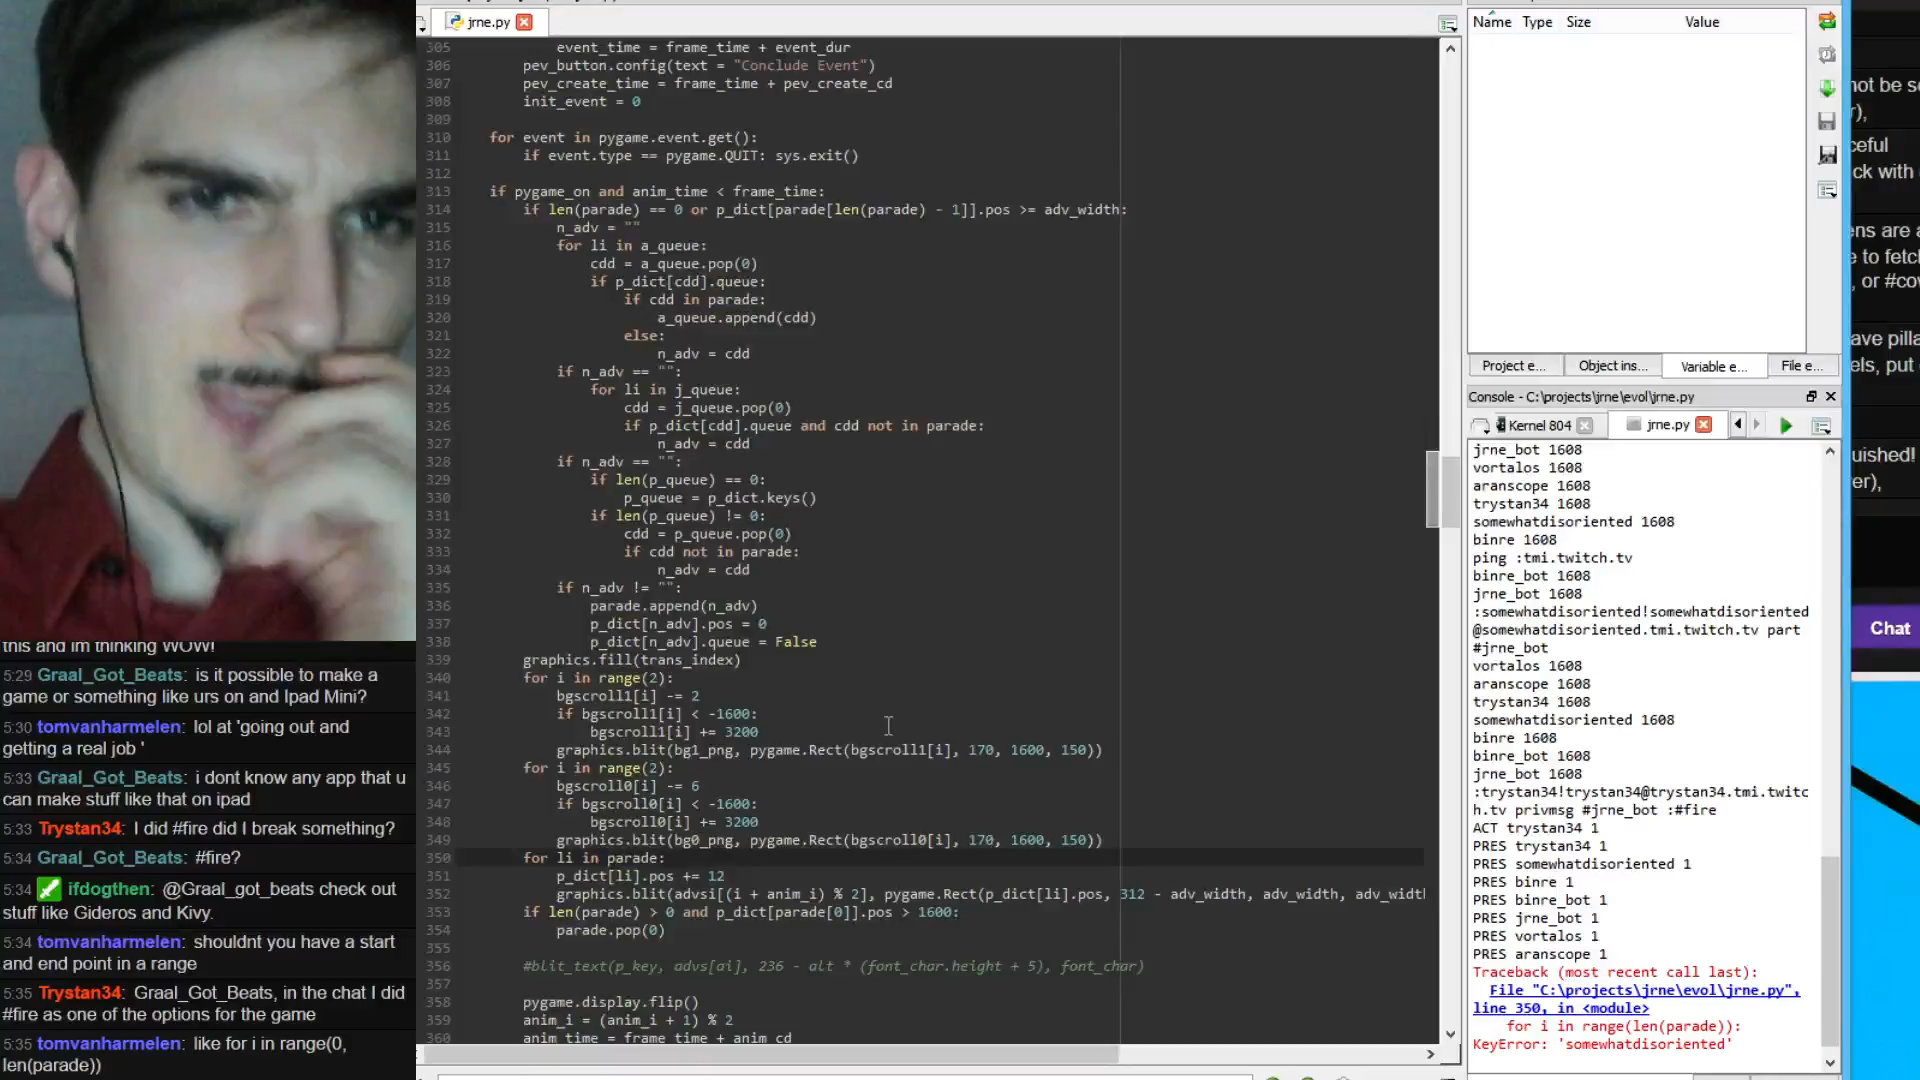 jrne.py
305 event_time = frame_time + event_dur
306 pev_button.config(text = "Conclude Event")
307 pev_create_time = frame_time + pev_create_cd
308 init_event = 0
309
310 for event in pygame.event.get():
311 if event.type == pygame.QUIT: sys.exit()
312
313 if pygame_on and anim_time < frame_time:
314 if len(parade) == 0 or p_dict[parade[len(parade) - 1]].pos >= adv_width:
315 n_adv = ""
316 for li in a_queue:
317 cdd = a_queue.pop(0)
318 if p_dict[cdd].queue:
319 if cdd in parade:
320 a_queue.append(cdd)
321 else:
322 n_adv = cdd
323 if n_adv == "":
324 for li in j_queue:
325 cdd = j_queue.pop(0)
326 if p_dict[cdd].queue and cdd not in parade:
327 n_adv = cdd
328 if n_adv == "":
329 if len(p_queue) == 0:
330 p_queue = p_dict.keys()
331 if len(p_queue) != 0:
332 cdd = p_queue.pop(0)
333 if cdd not in parade:
334 n_adv = cdd
335 if n_adv != "":
336 parade.append(n_adv)
337 p_dict[n_adv].pos = 0
338 p_dict[n_adv].queue = False
339 graphics.fill(trans_index)
340 for i in range(2):
341 bgscroll1[i] -= 2
342 if bgscroll1[i] < -1600:
343 bgscroll1[i] += 3200
344 graphics.blit(bg1_png, pygame.Rect(bgscroll1[i], 170, 1600, 150))
345 for i in range(2):
346 bgscroll0[i] -= 6
347 if bgscroll0[i] < -1600:
348 bgscroll0[i] += 3200
349 graphics.blit(bg0_png, pygame.Rect(bgscroll0[i], 170, 1600, 150))
350 for li in parade:
351 p_dict[li].pos += 12
352 graphics.blit(advsi[(i + anim_i) % 2], pygame.Rect(p_dict[li].pos, 312 - adv_width, adv_width, adv_widt
353 if len(parade) > 0 and p_dict[parade[0]].pos > 1600:
354 parade.pop(0)
355
356 #blit_text(p_key, advs[ai], 236 - alt * (font_char.height + 5), font_char)
357
358 pygame.display.flip()
359 anim_i = (anim_i + 1) % 2
360 anim_time = frame_time + anim_cd
this and im thinking WOW!
5:29 Graal_Got_Beats: is it possible to make a
game or something like urs on and Ipad Mini?
5:30 tomvanharmelen: lol at 'going out and
getting a real job '
5:33 Graal_Got_Beats: i dont know any app that u
can make stuff like that on ipad
5:33 Trystan34: I did #fire did I break something?
5:34 Graal_Got_Beats: #fire?
5:34 ifdogthen: @Graal_got_beats check out
stuff like Gideros and Kivy.
5:34 tomvanharmelen: shouldnt you have a start
and end point in a range
5:35 Trystan34: Graal_Got_Beats, in the chat I did
#fire as one of the options for the game
5:35 tomvanharmelen: like for i in range(0,
len(parade))
Name Type Size Value
Project e... Object ins... Variable e... File e...
Console - C:\projects\jrne\evol\jrne.py
Kernel 804 jrne.py
jrne_bot 1608
vortalos 1608
aranscope 1608
trystan34 1608
somewhatdisoriented 1608
binre 1608
ping :tmi.twitch.tv
binre_bot 1608
jrne_bot 1608
:somewhatdisoriented!somewhatdisoriented
@somewhatdisoriented.tmi.twitch.tv part
#jrne_bot
vortalos 1608
aranscope 1608
trystan34 1608
somewhatdisoriented 1608
binre 1608
binre_bot 1608
jrne_bot 1608
:trystan34!trystan34@trystan34.tmi.twitc
h.tv privmsg #jrne_bot :#fire
ACT trystan34 1
PRES trystan34 1
PRES somewhatdisoriented 1
PRES binre 1
PRES binre_bot 1
PRES jrne_bot 1
PRES vortalos 1
PRES aranscope 1
Traceback (most recent call last):
File "C:\projects\jrne\evol\jrne.py",
line 350, in <module>
for i in range(len(parade)):
KeyError: 'somewhatdisoriented'
not be s
r),
ceful
ck with
ens are a
e to fetc
, or #co
ave pilla
els, put
uished!
er),
Chat